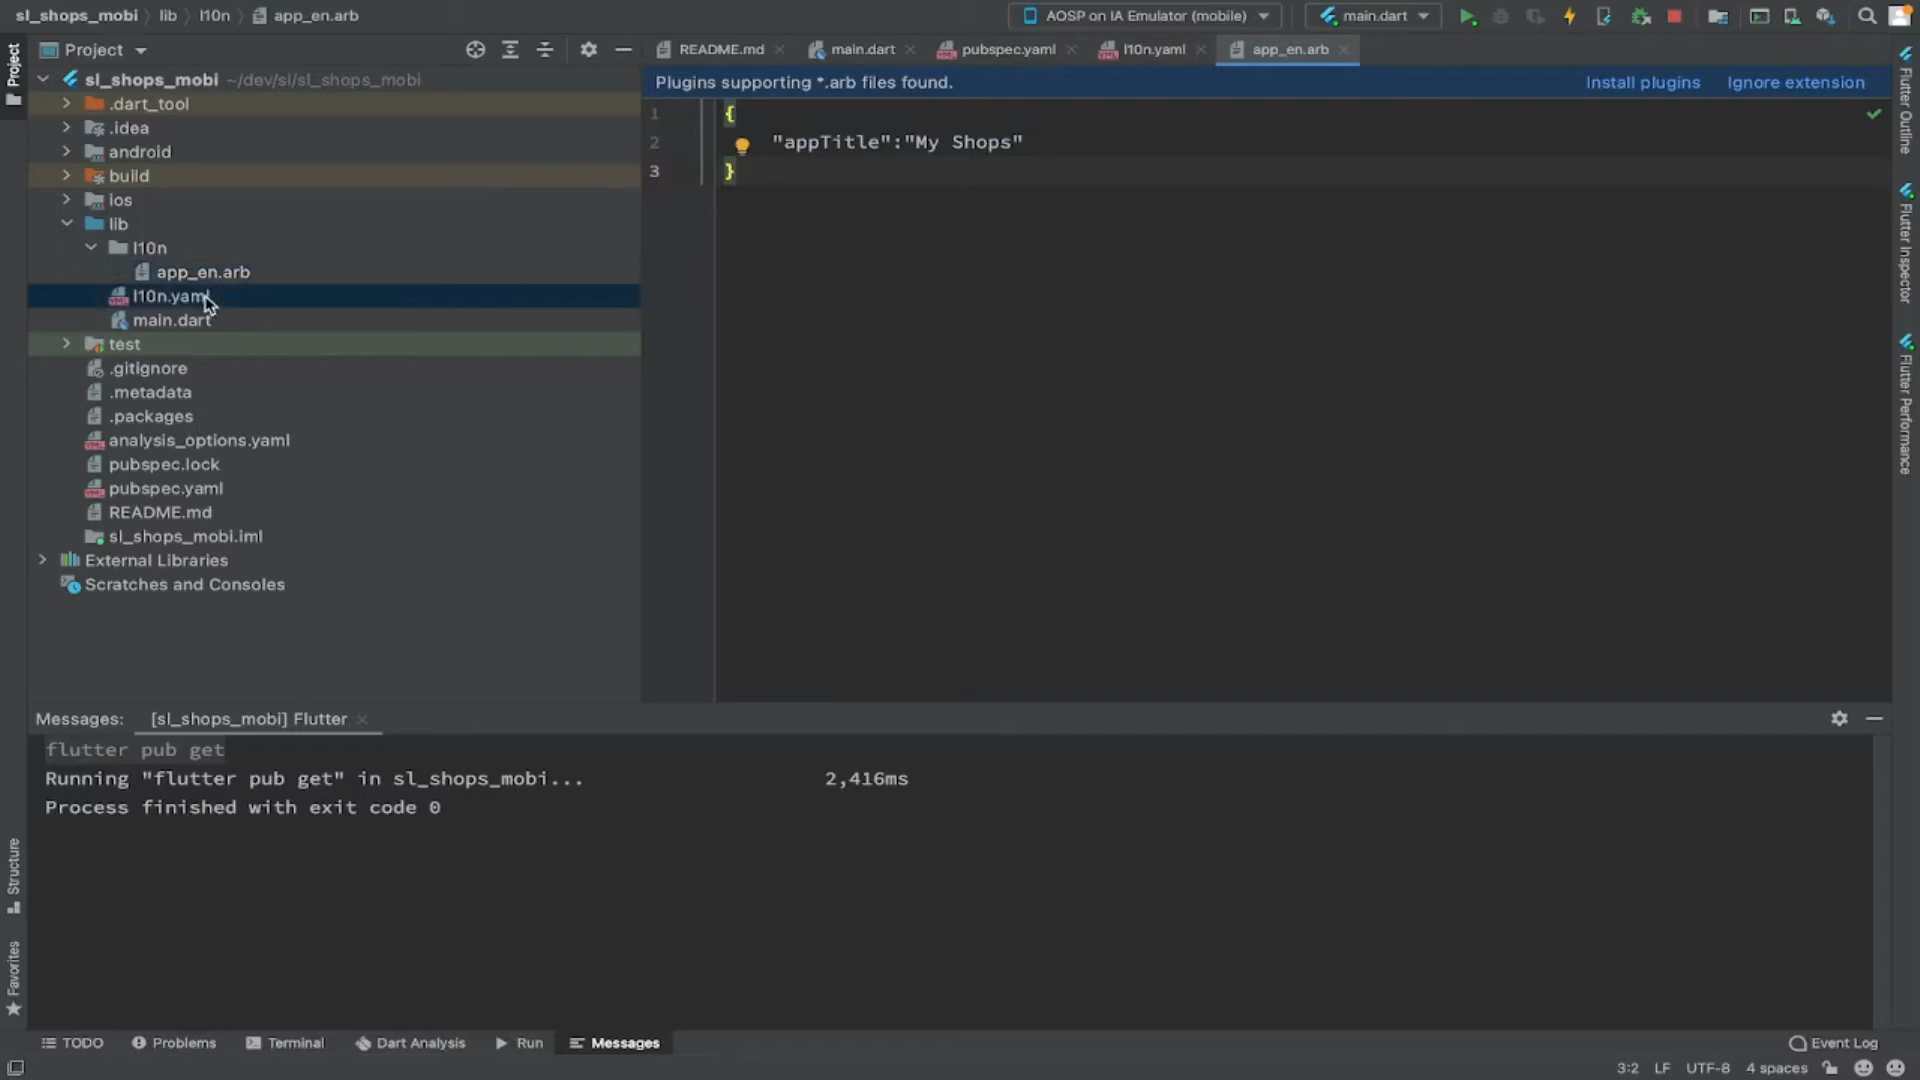 sl_shops_mobi lib l10n app_en.arb
AOSP on IA Emulator (mobile)
main.dart
Project
README.md
main.dart
pubspec.yaml
l10n.yaml
app_en.arb
sl_shops_mobi ~/dev/sl/sl_shops_mobi
.dart_tool
.idea
android
build
ios
lib
l10n
app_en.arb
l10n.yaml
main.dart
test
.gitignore
.metadata
.packages
analysis_options.yaml
pubspec.lock
pubspec.yaml
README.md
sl_shops_mobi.iml
External Libraries
Scratches and Consoles
Plugins supporting *.arb files found.
Install plugins
Ignore extension
1 {
2 "appTitle":"My Shops"
3 }
Project
Structure
Favorites
Flutter Outline
Flutter Inspector
Flutter Performance
Messages: [sl_shops_mobi] Flutter
flutter pub get
Running "flutter pub get" in sl_shops_mobi... 2,416ms
Process finished with exit code 0
TODO
Problems
Terminal
Dart Analysis
Run
Messages
Event Log
3:2 LF UTF-8 4 spaces